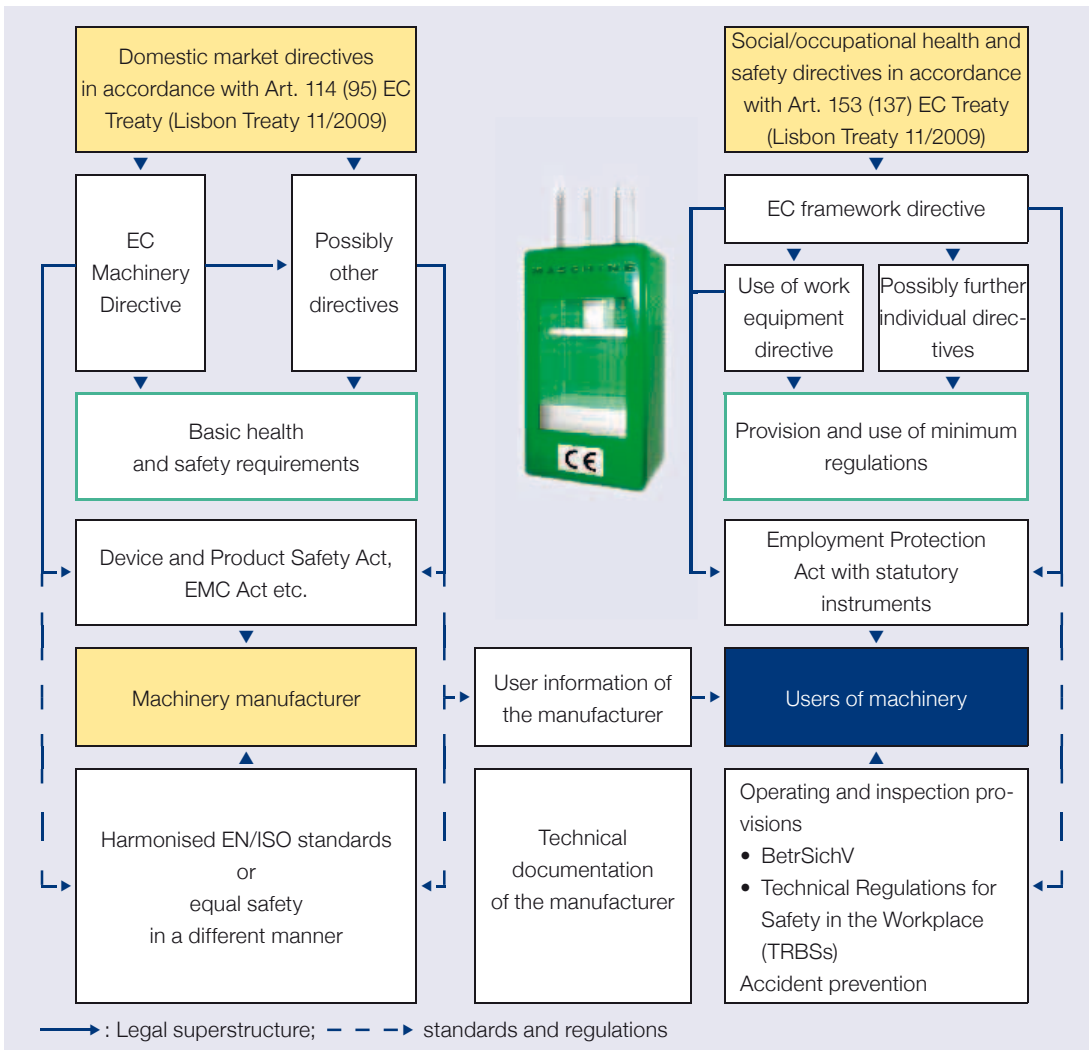 Domestic market directives
in accordance with Art. 114 (95) EC
Treaty (Lisbon Treaty 11/2009)
Social/occupational health and
safety directives in accordance
with Art. 153 (137) EC Treaty
(Lisbon Treaty 11/2009)
EC
Machinery
Directive
Possibly
other
directives
EC framework directive
Use of work
equipment
directive
Possibly further
individual direc-
tives
MASCHINE
CE
Basic health
and safety requirements
Provision and use of minimum
regulations
Device and Product Safety Act,
EMC Act etc.
Employment Protection
Act with statutory
instruments
Machinery manufacturer
User information of
the manufacturer
Users of machinery
Harmonised EN/ISO standards
or
equal safety
in a different manner
Technical
documentation
of the manufacturer
Operating and inspection pro-
visions
• BetrSichV
• Technical Regulations for
Safety in the Workplace
(TRBSs)
Accident prevention
: Legal superstructure;
standards and regulations